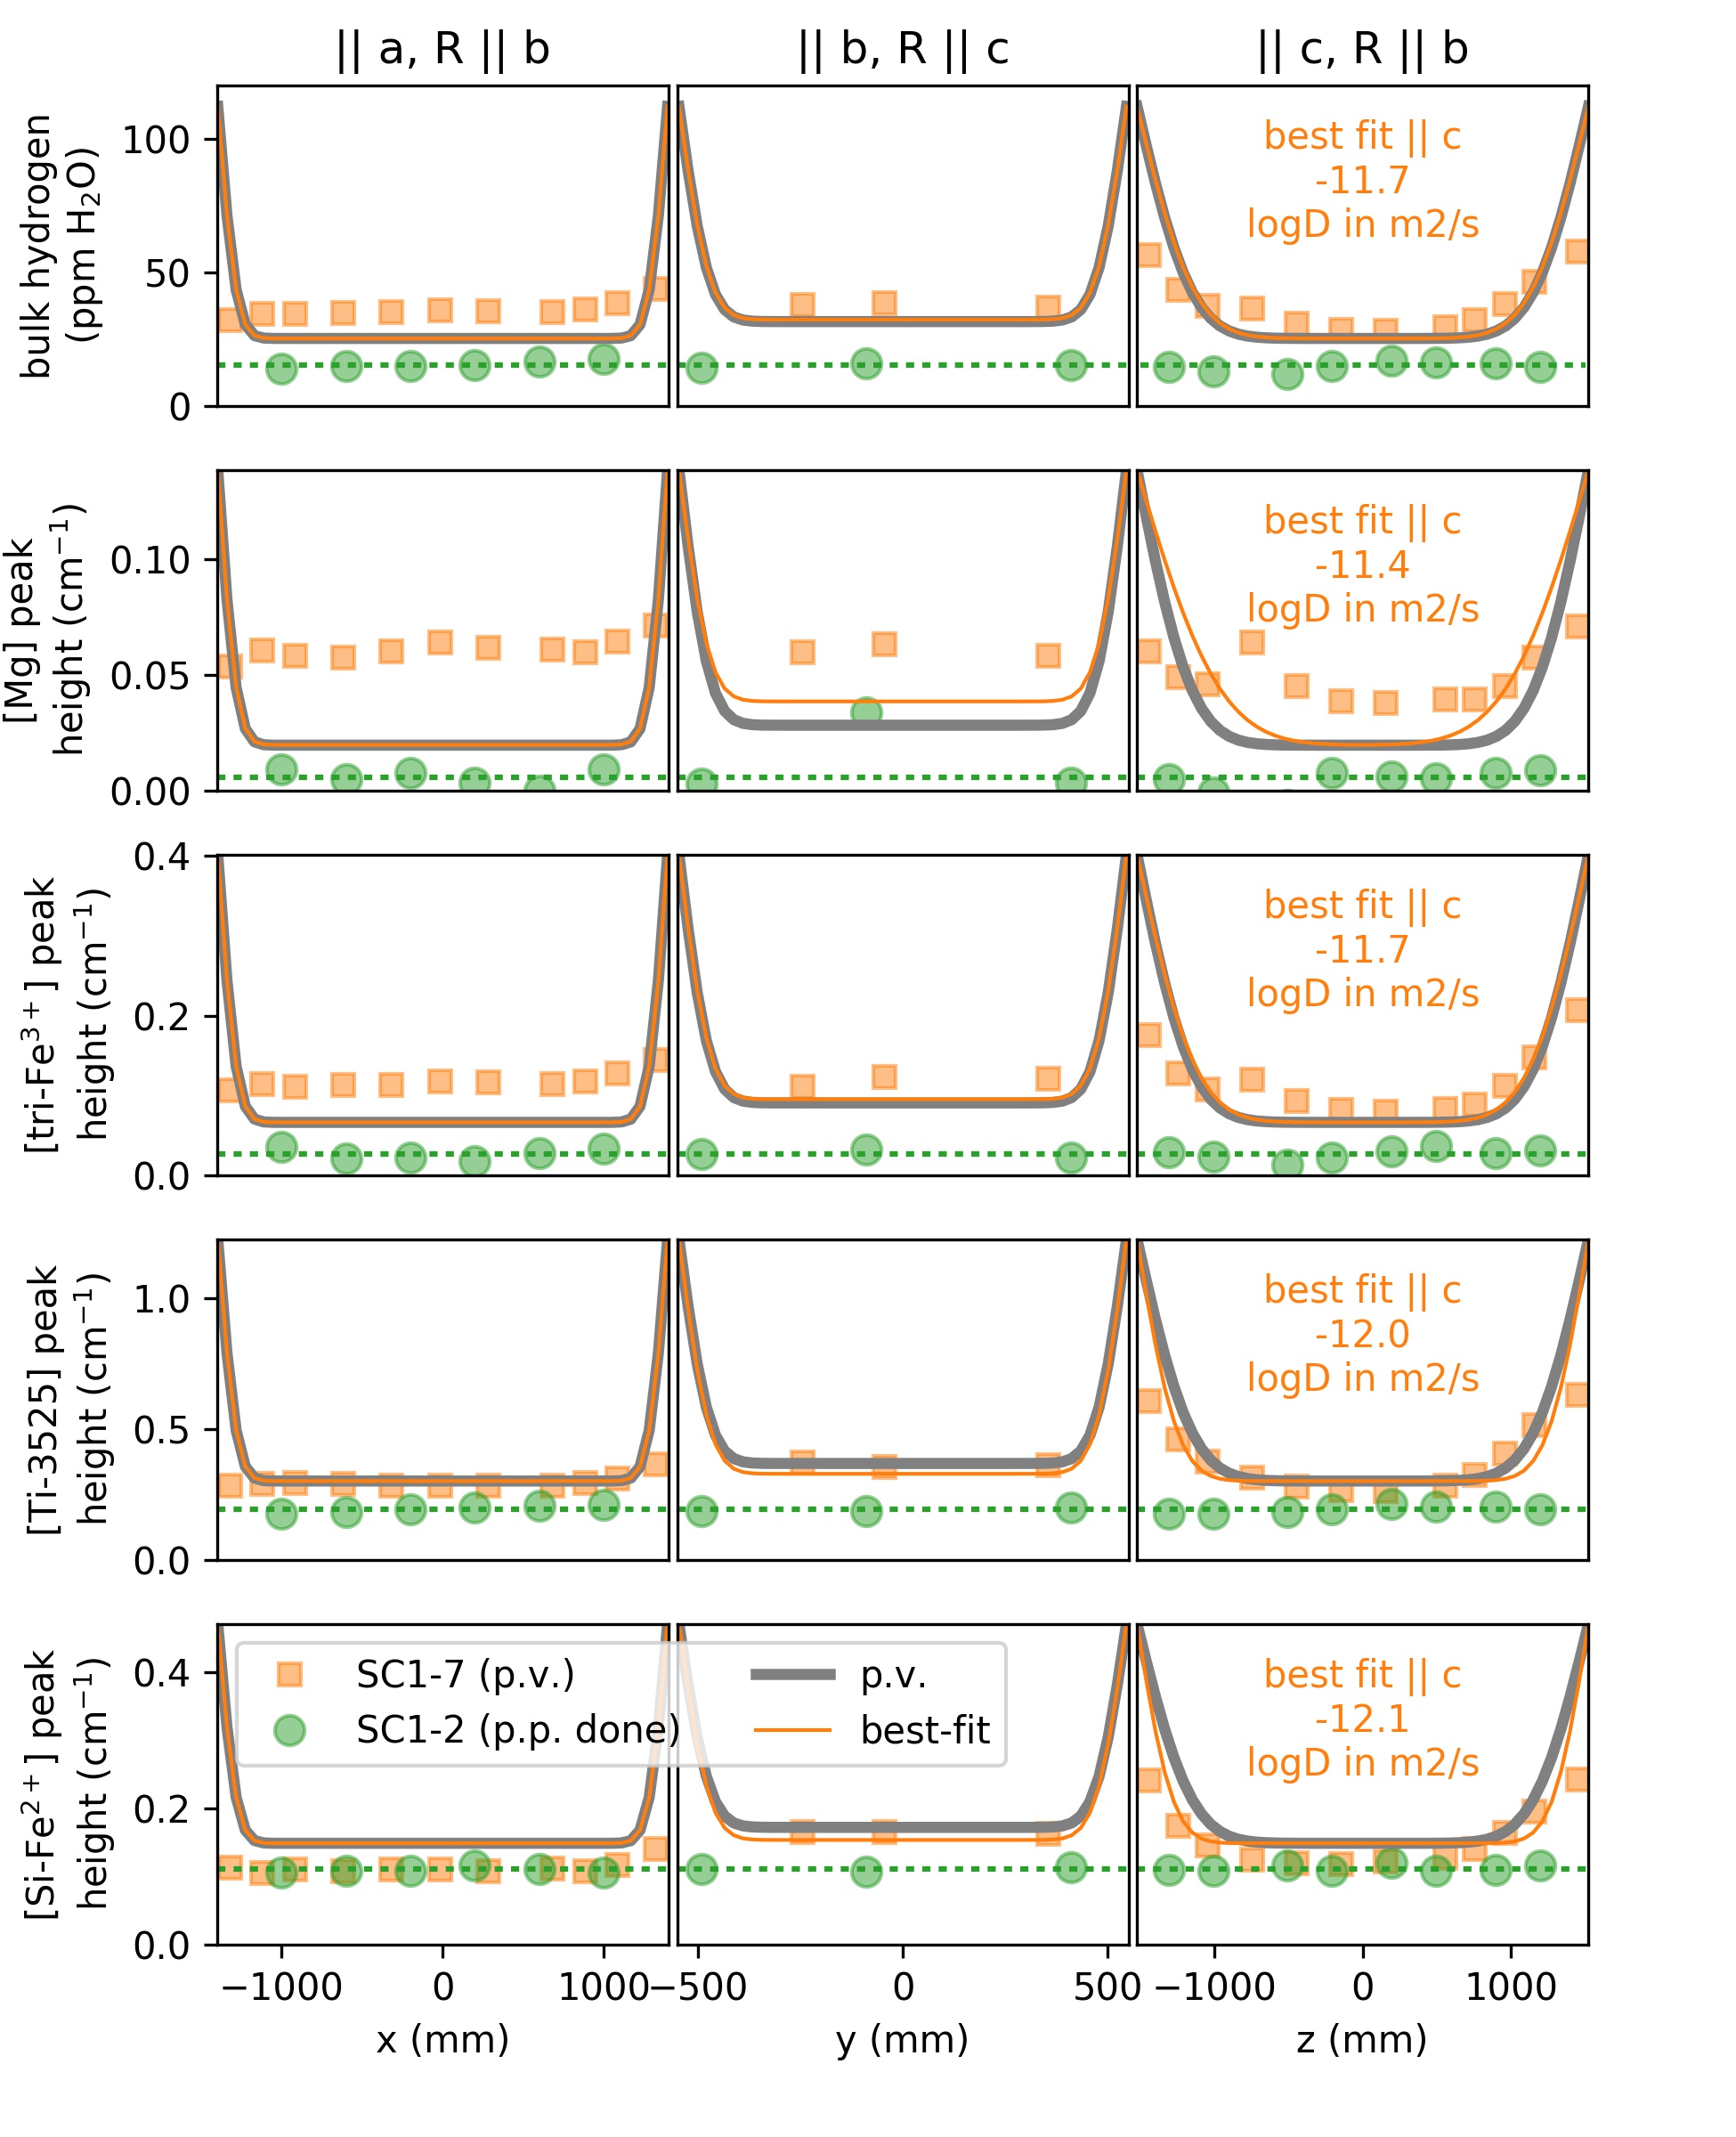 || a, R || b
|| b, R || c
|| c, R || b
bulk hydrogen
(ppm H₂O)
100
50
0
best fit || c
-11.7
logD in m2/s
[Mg] peak
height (cm⁻¹)
0.10
0.05
0.00
best fit || c
-11.4
logD in m2/s
[tri-Fe³⁺] peak
height (cm⁻¹)
0.4
0.2
0.0
best fit || c
-11.7
logD in m2/s
[Ti-3525] peak
height (cm⁻¹)
1.0
0.5
0.0
best fit || c
-12.0
logD in m2/s
[Si-Fe²⁺] peak
height (cm⁻¹)
0.4
0.2
0.0
SC1-7 (p.v.)
SC1-2 (p.p. done)
p.v.
best-fit
best fit || c
-12.1
logD in m2/s
−1000 0 1000
−500 0 500
−1000 0 1000
x (mm)
y (mm)
z (mm)